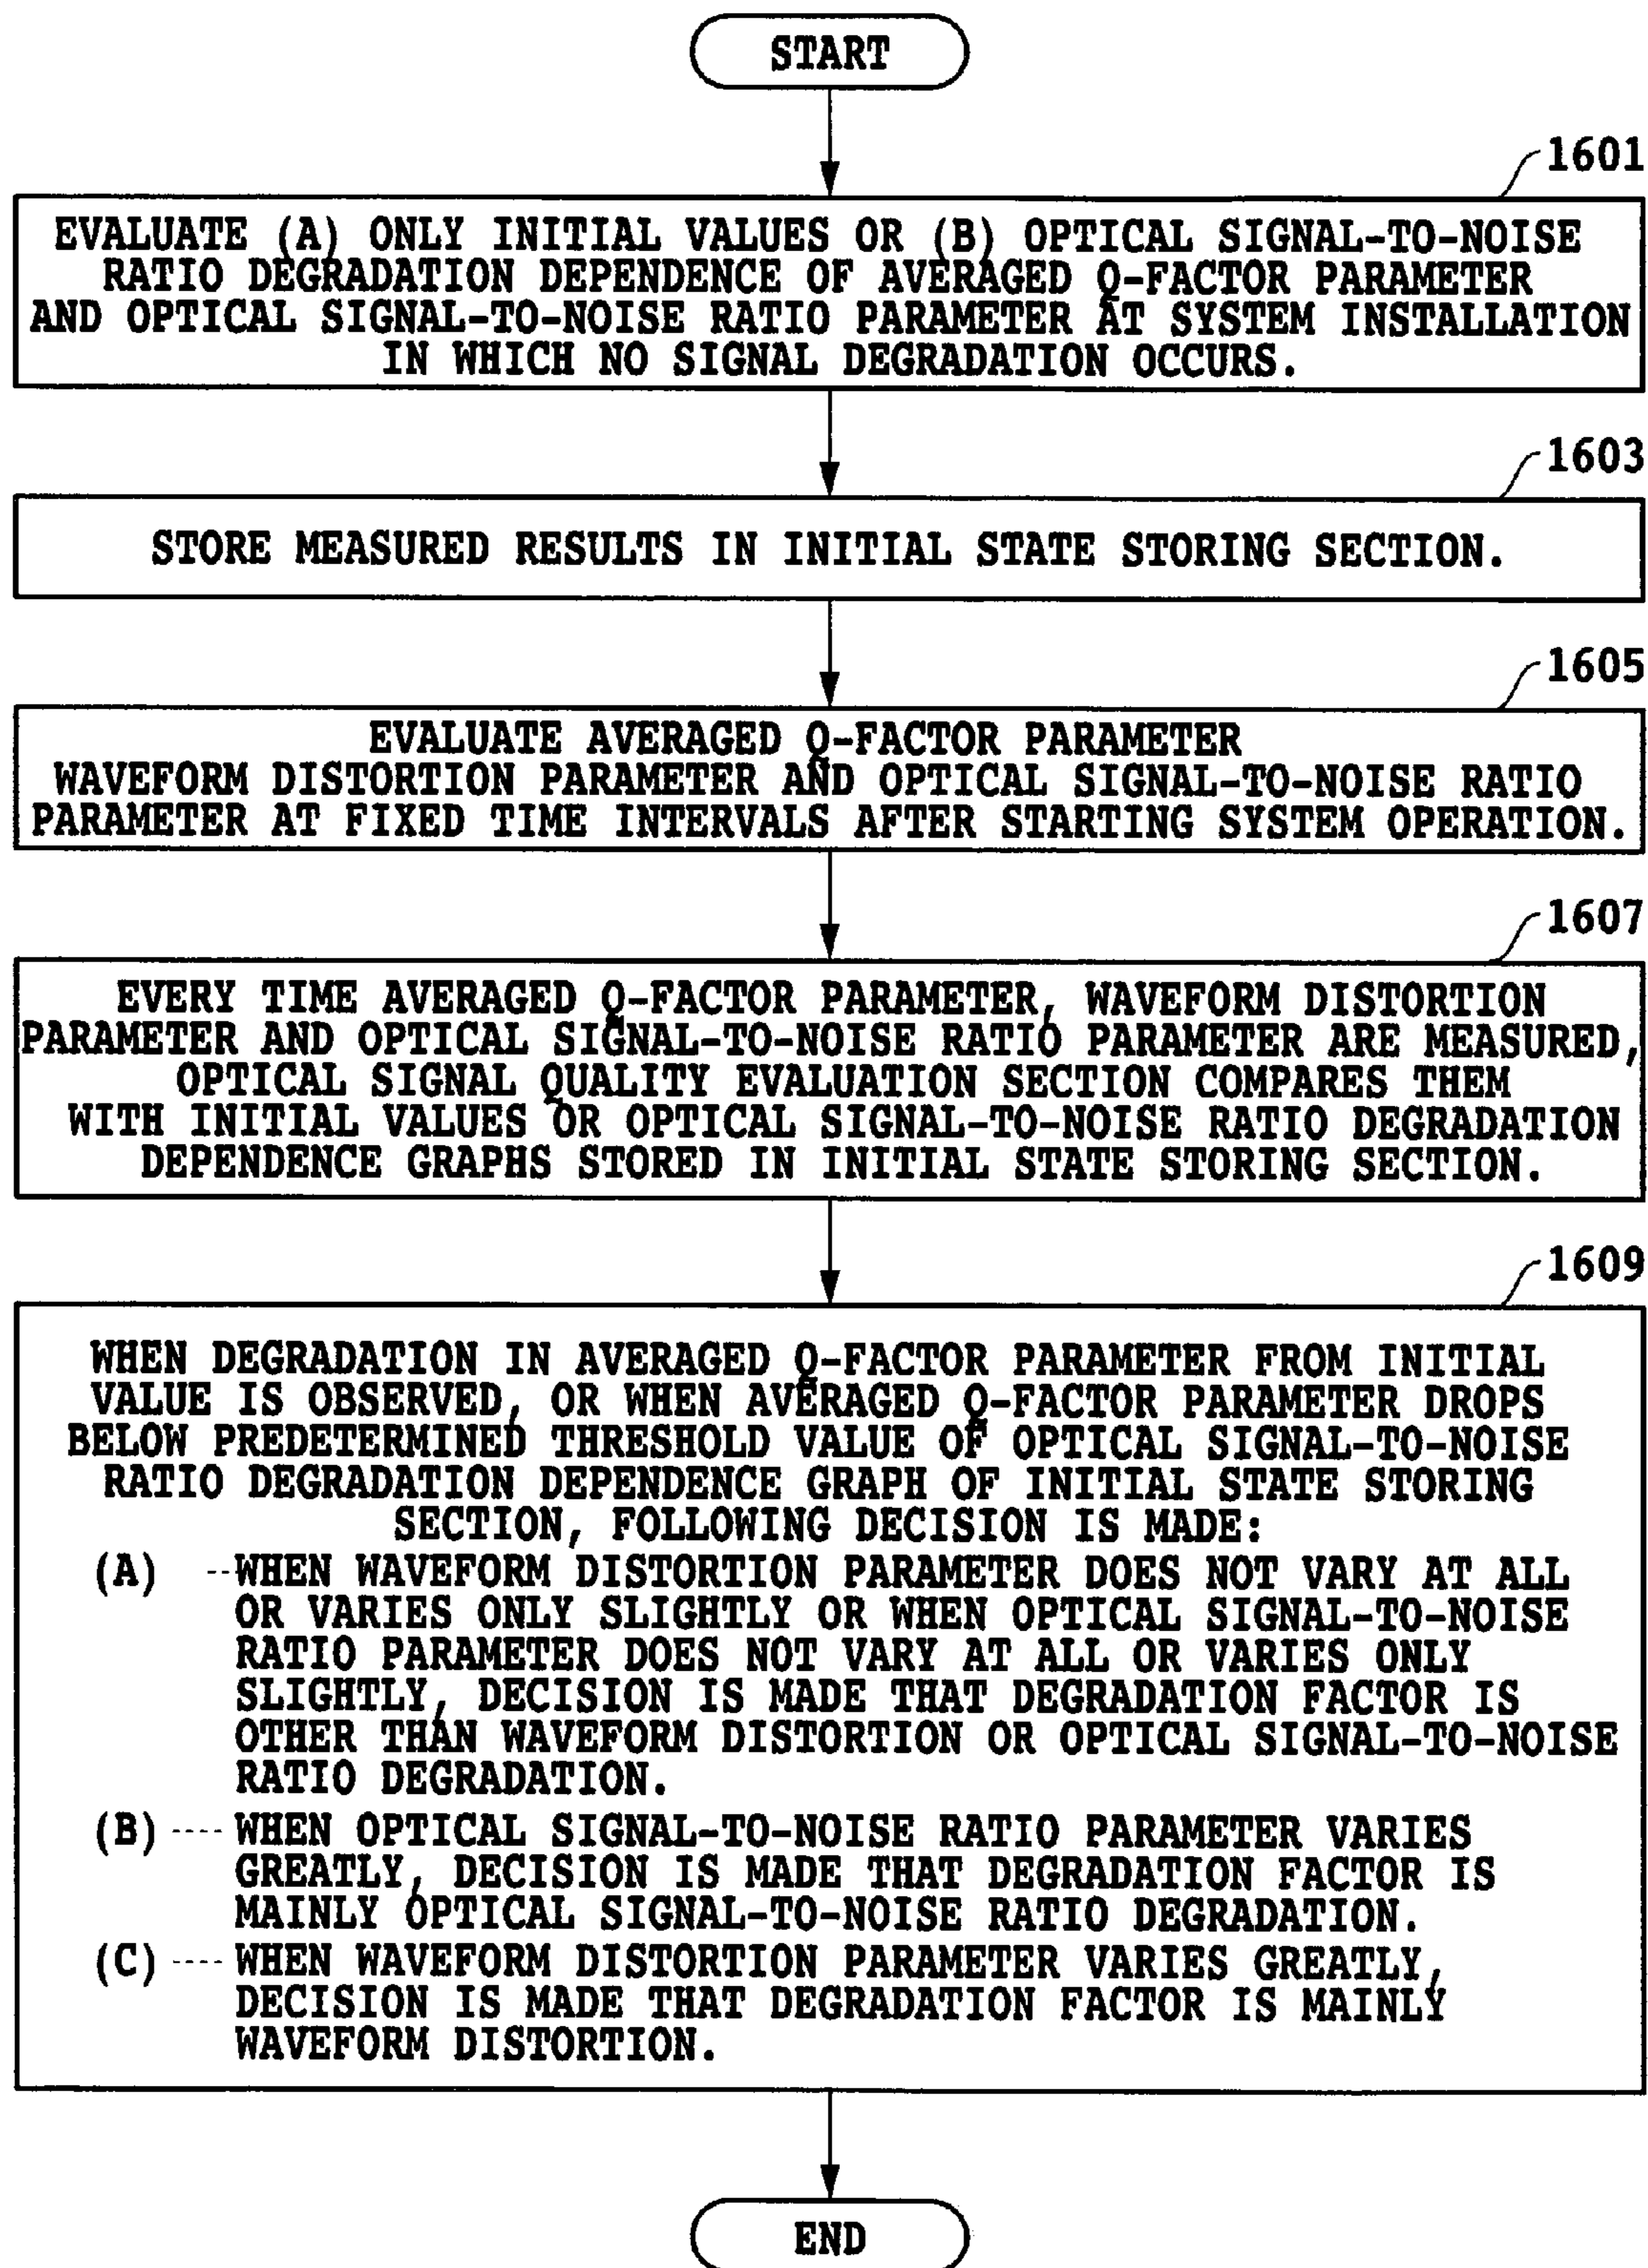 START
1601
EVALUATE (A) ONLY INITIAL VALUES OR (B) OPTICAL SIGNAL-TO-NOISE
RATIO DEGRADATION DEPENDENCE OF AVERAGED Q-FACTOR PARAMETER
AND OPTICAL SIGNAL-TO-NOISE RATIO PARAMETER AT SYSTEM INSTALLATION
IN WHICH NO SIGNAL DEGRADATION OCCURS.
1603
STORE MEASURED RESULTS IN INITIAL STATE STORING SECTION.
1605
EVALUATE AVERAGED Q-FACTOR PARAMETER
WAVEFORM DISTORTION PARAMETER AND OPTICAL SIGNAL-TO-NOISE RATIO
PARAMETER AT FIXED TIME INTERVALS AFTER STARTING SYSTEM OPERATION.
1607
EVERY TIME AVERAGED Q-FACTOR PARAMETER, WAVEFORM DISTORTION
PARAMETER AND OPTICAL SIGNAL-TO-NOISE RATIO PARAMETER ARE MEASURED,
OPTICAL SIGNAL QUALITY EVALUATION SECTION COMPARES THEM
WITH INITIAL VALUES OR OPTICAL SIGNAL-TO-NOISE RATIO DEGRADATION
DEPENDENCE GRAPHS STORED IN INITIAL STATE STORING SECTION.
1609
WHEN DEGRADATION IN AVERAGED Q-FACTOR PARAMETER FROM INITIAL
VALUE IS OBSERVED, OR WHEN AVERAGED Q-FACTOR PARAMETER DROPS
BELOW PREDETERMINED THRESHOLD VALUE OF OPTICAL SIGNAL-TO-NOISE
RATIO DEGRADATION DEPENDENCE GRAPH OF INITIAL STATE STORING
SECTION, FOLLOWING DECISION IS MADE:
(A) --WHEN WAVEFORM DISTORTION PARAMETER DOES NOT VARY AT ALL
OR VARIES ONLY SLIGHTLY OR WHEN OPTICAL SIGNAL-TO-NOISE
RATIO PARAMETER DOES NOT VARY AT ALL OR VARIES ONLY
SLIGHTLY, DECISION IS MADE THAT DEGRADATION FACTOR IS
OTHER THAN WAVEFORM DISTORTION OR OPTICAL SIGNAL-TO-NOISE
RATIO DEGRADATION.
(B) ---- WHEN OPTICAL SIGNAL-TO-NOISE RATIO PARAMETER VARIES
GREATLY, DECISION IS MADE THAT DEGRADATION FACTOR IS
MAINLY OPTICAL SIGNAL-TO-NOISE RATIO DEGRADATION.
(C) ---- WHEN WAVEFORM DISTORTION PARAMETER VARIES GREATLY,
DECISION IS MADE THAT DEGRADATION FACTOR IS MAINLY
WAVEFORM DISTORTION.
END